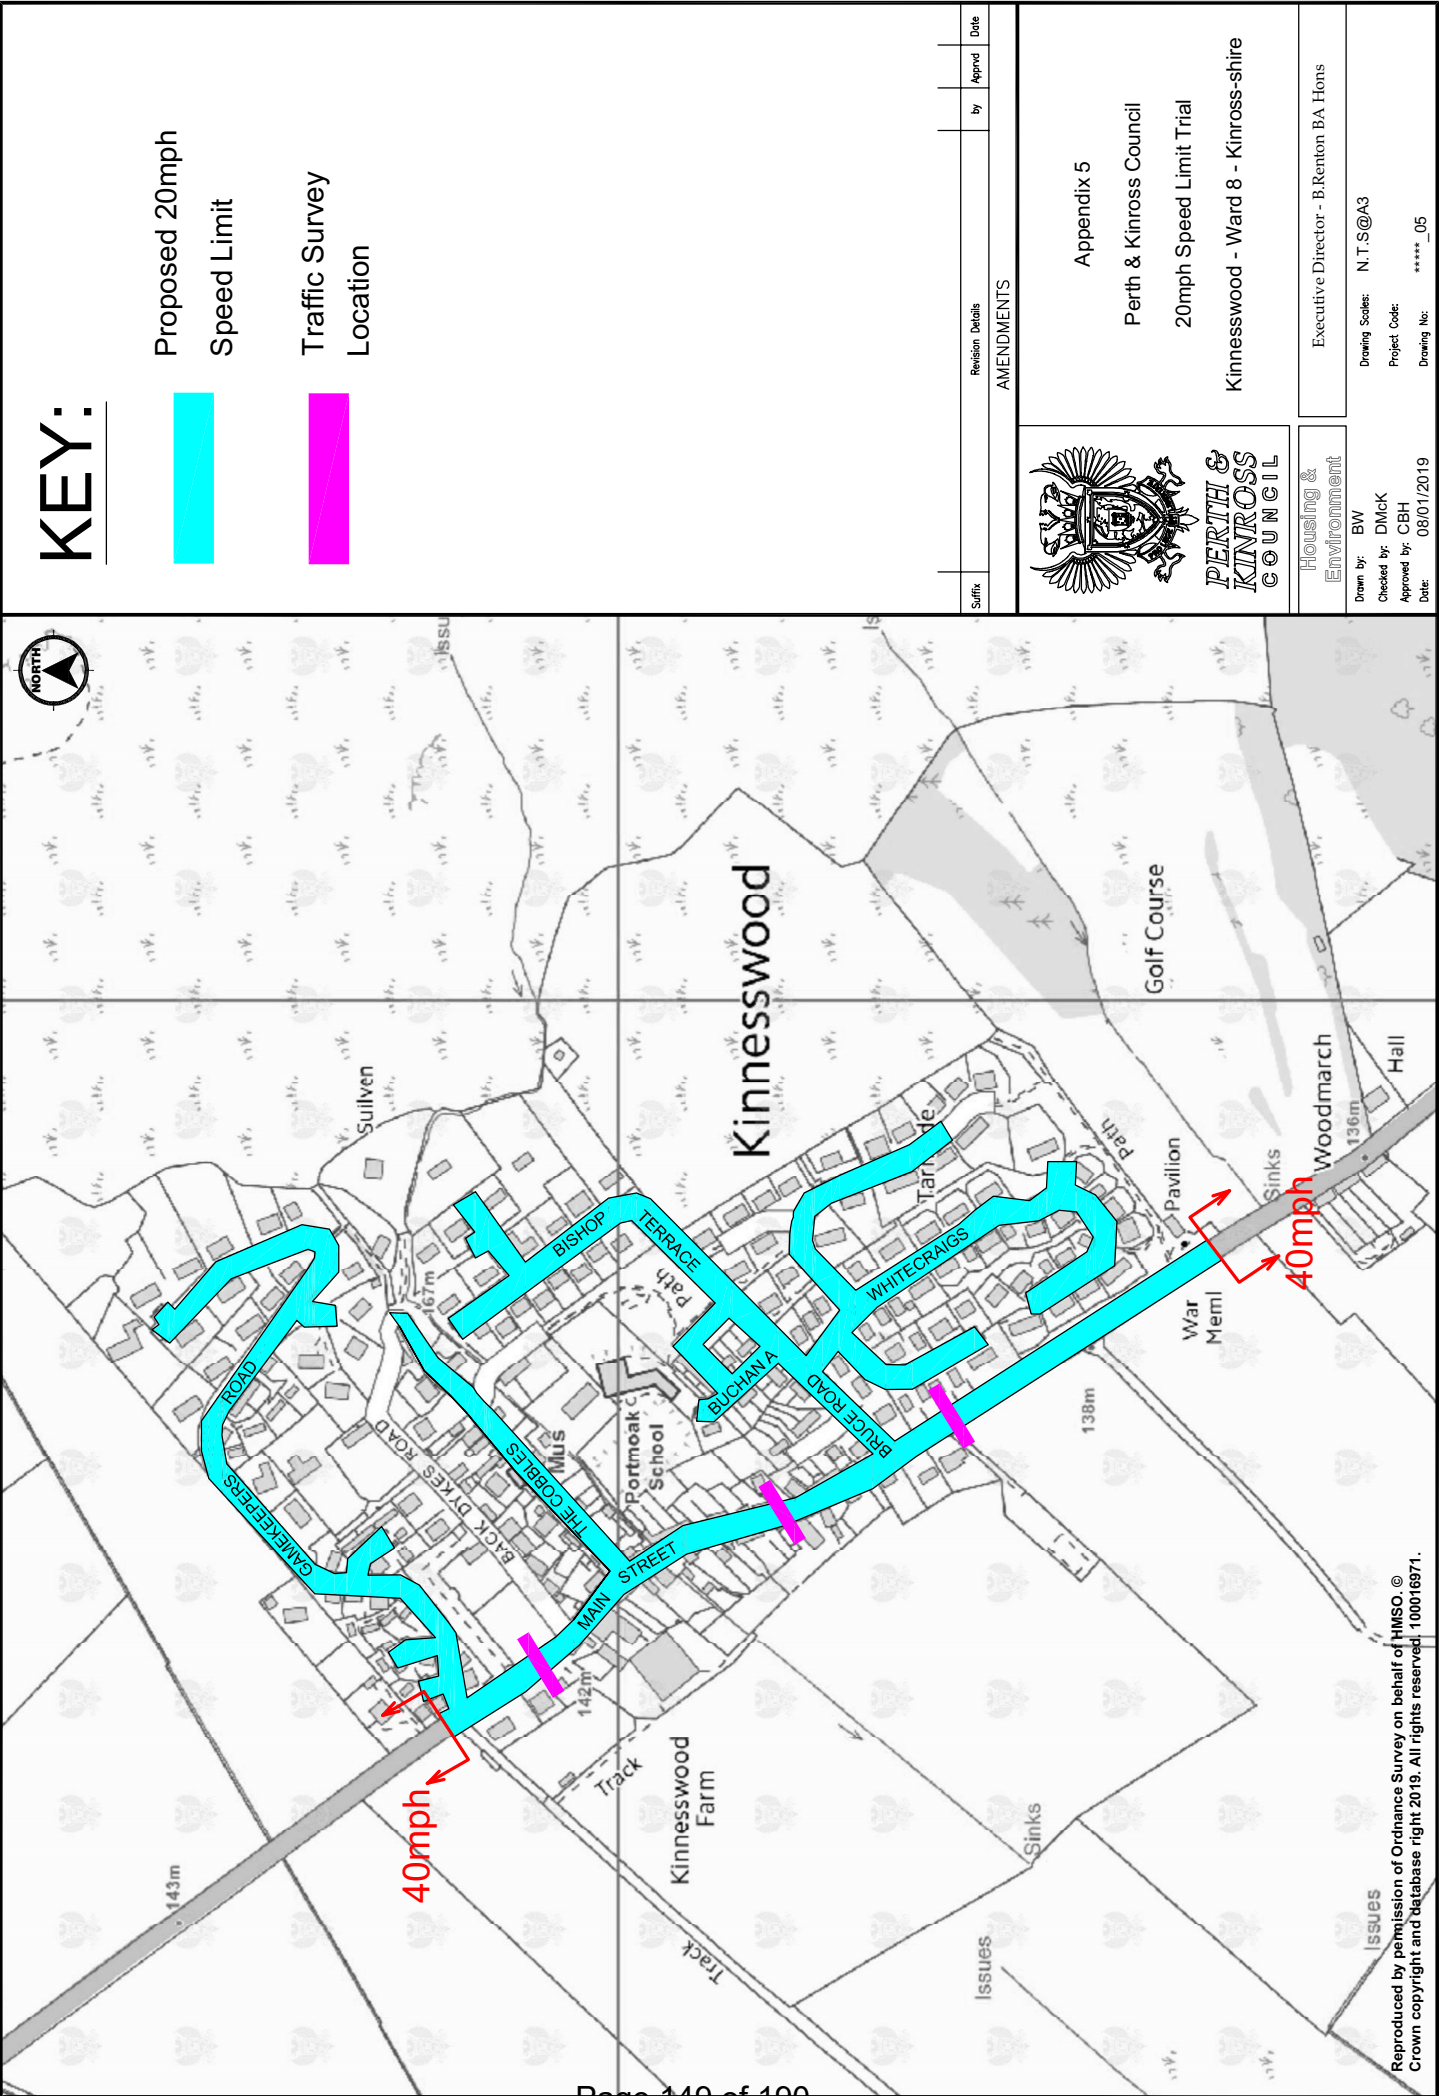 KEY:
Proposed 20mph
Speed Limit
Traffic Survey
Location
NORTH
Suffix
Revision Details
by
Apprvd
Date
AMENDMENTS
Appendix 5
Perth & Kinross Council
20mph Speed Limit Trial
Kinnesswood - Ward 8 - Kinross-shire
PERTH &
KINROSS
COUNCIL
Housing &
Environment
Executive Director - B.Renton BA Hons
Drawn by: BW
Checked by: DMcK
Approved by: CBH
Date: 08/01/2019
Drawing Scales: N.T.S@A3
Project Code:
Drawing No: *****_05
143m
40mph
GAMEKEEPERS
ROAD
Suilven
167m
BACK DYKES ROAD
THE COBBLES
Mus
MAIN
STREET
142m
Portmoak
School
Path
BISHOP
TERRACE
BUCHAN A
BRUCE ROAD
WHITECRAIGS
Kinnesswood
Path
Pavilion
War
Meml
138m
40mph
Sinks
Woodmarch
136m
Hall
Golf Course
Issu
Is
Track
Kinnesswood
Farm
Track
Sinks
Issues
Issues
Reproduced by permission of Ordnance Survey on behalf of HMSO. ©
Crown copyright and database right 2019. All rights reserved. 100016971.
Page 149 of 190